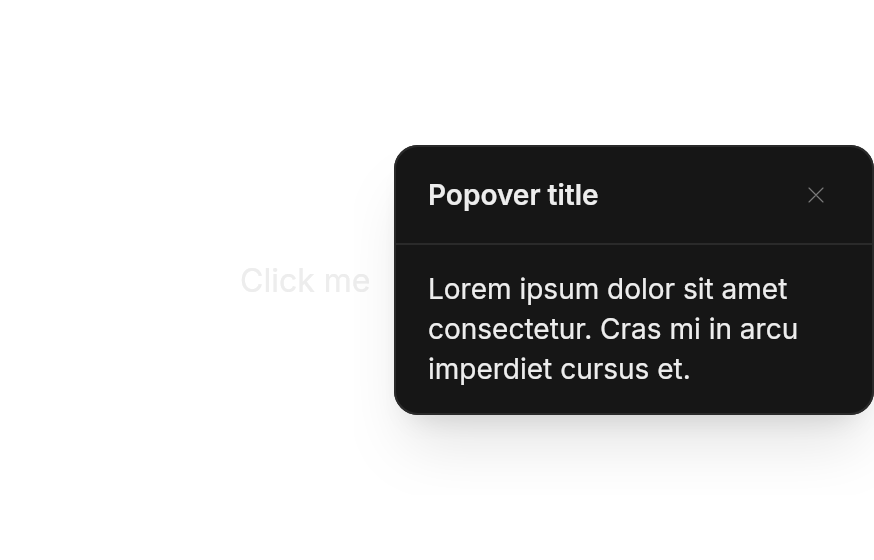 Popover title
Click me
Lorem ipsum dolor sit amet
consectetur. Cras mi in arcu
imperdiet cursus et.